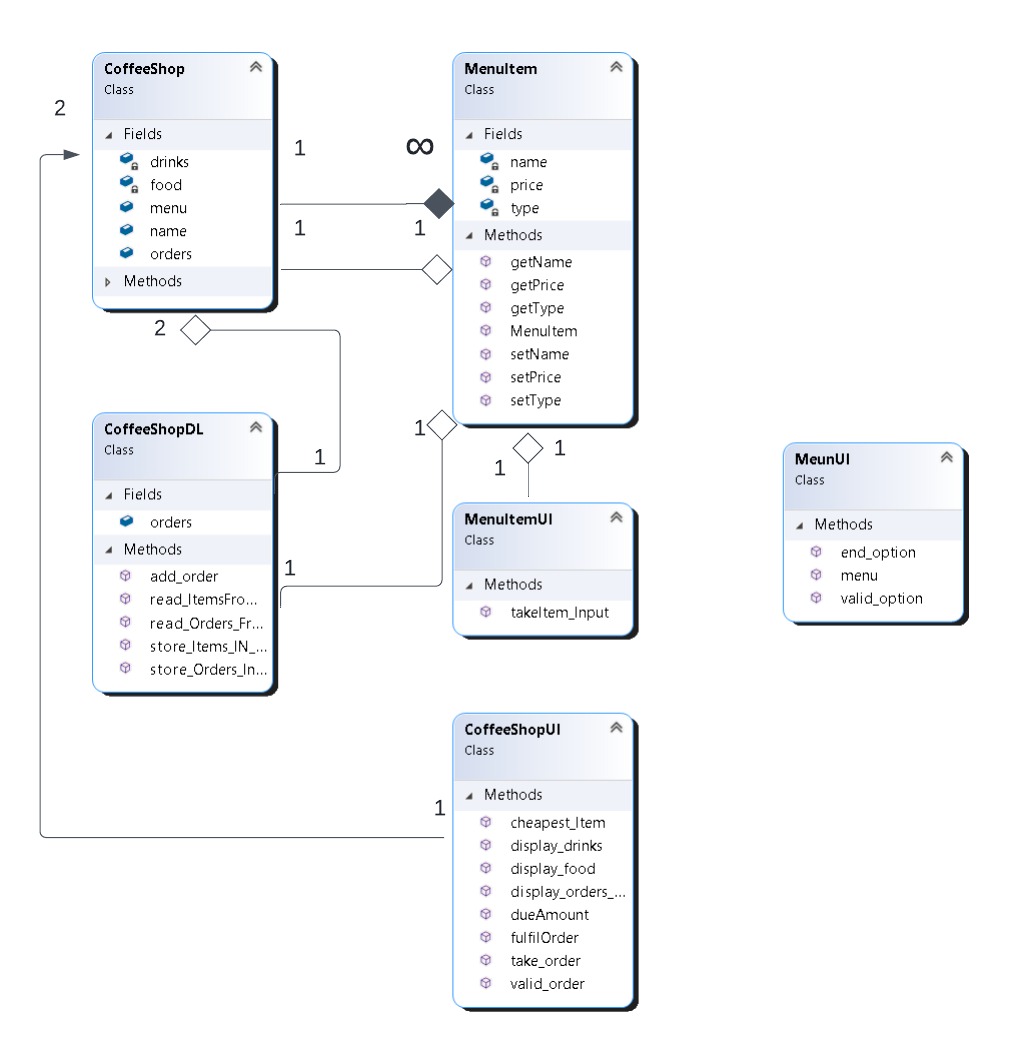 CoffeeShop
Class
Fields
drinks
food
menu
name
orders
Methods
2
1
∞
1
1
MenuItem
Class
Fields
name
price
type
Methods
getName
getPrice
getType
MenuItem
setName
setPrice
setType
2
1
CoffeeShopDL
Class
Fields
orders
Methods
add_order
read_ItemsFro...
read_Orders_Fr...
store_Items_IN_...
store_Orders_In...
1
1
1
1
MenuItemUI
Class
Methods
takeItem_Input
MeunUI
Class
Methods
end_option
menu
valid_option
1
CoffeeShopUI
Class
Methods
cheapest_Item
display_drinks
display_food
display_orders_...
dueAmount
fulfilOrder
take_order
valid_order